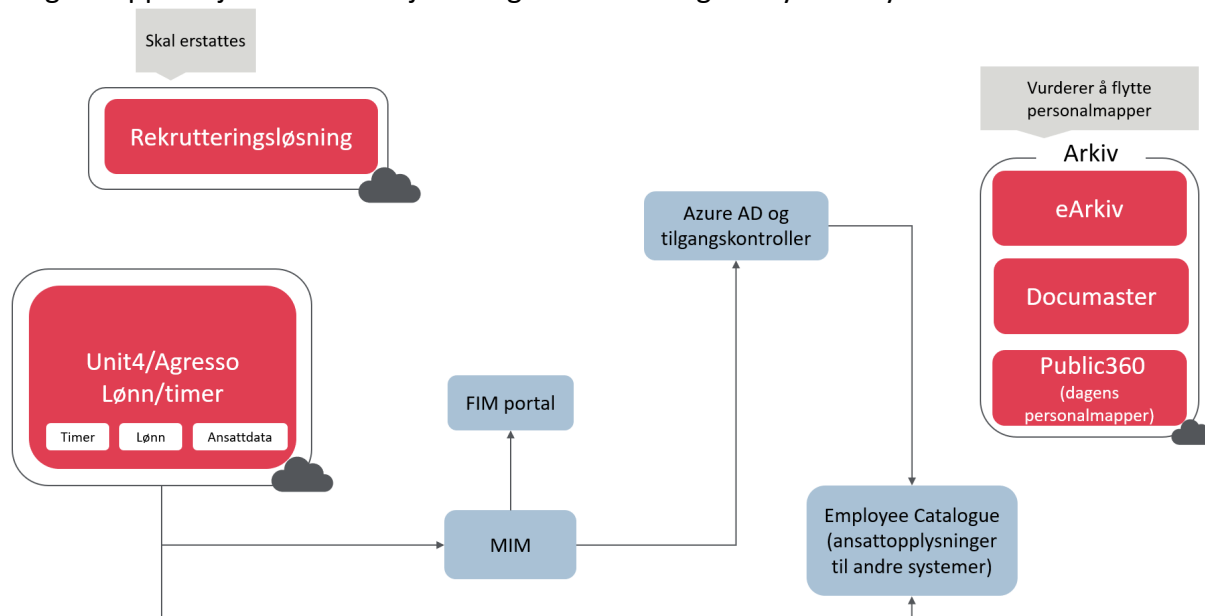 Skal erstattes
Rekrutteringsløsning
Vurderer å flytte
personalmapper
Arkiv
eArkiv
Documaster
Public360
(dagens
personalmapper)
Azure AD og
tilgangskontroller
Unit4/Agresso
Lønn/timer
Timer
Lønn
Ansattdata
FIM portal
MIM
Employee Catalogue
(ansattopplysninger
til andre systemer)